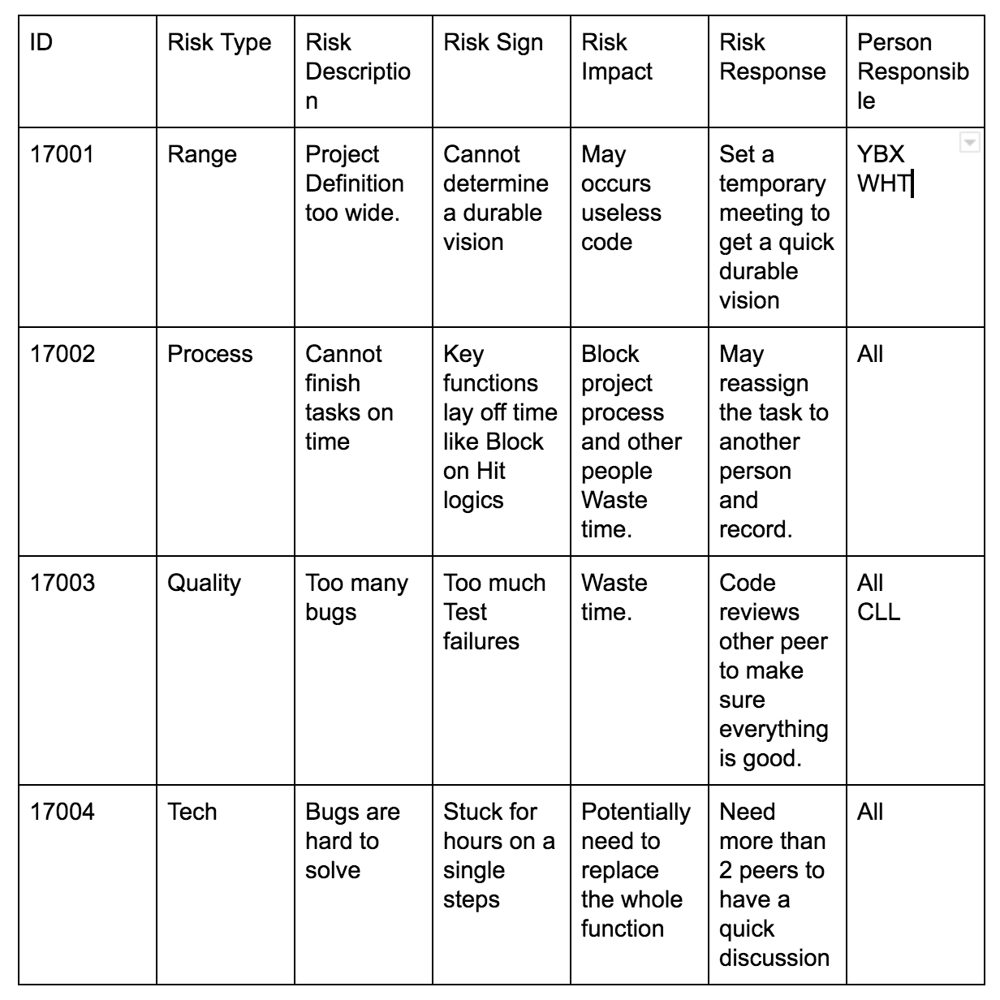 ID
Risk Type
Risk
Descriptio
n
Risk Sign
Risk
Impact
Risk
Response
Person
Responsib
le
17001
Range
Project
Definition
too wide.
Cannot
determine
a durable
vision
May
occurs
useless
code
Set a
temporary
meeting to
get a quick
durable
vision
YBX
WHT
17002
Process
Cannot
finish
tasks on
time
Key
functions
lay off time
like Block
on Hit
logics
Block
project
process
and other
people
Waste
time.
May
reassign
the task to
another
person
and
record.
All
17003
Quality
Too many
bugs
Too much
Test
failures
Waste
time.
Code
reviews
other peer
to make
sure
everything
is good.
All
CLL
17004
Tech
Bugs are
hard to
solve
Stuck for
hours on a
single
steps
Potentially
need to
replace
the whole
function
Need
more than
2 peers to
have a
quick
discussion
All